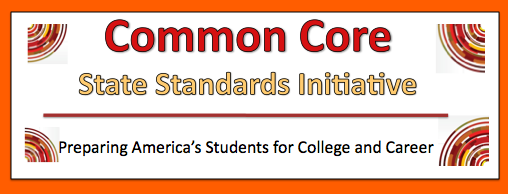 Common Core
State Standards Initiative
Preparing America's Students for College and Career